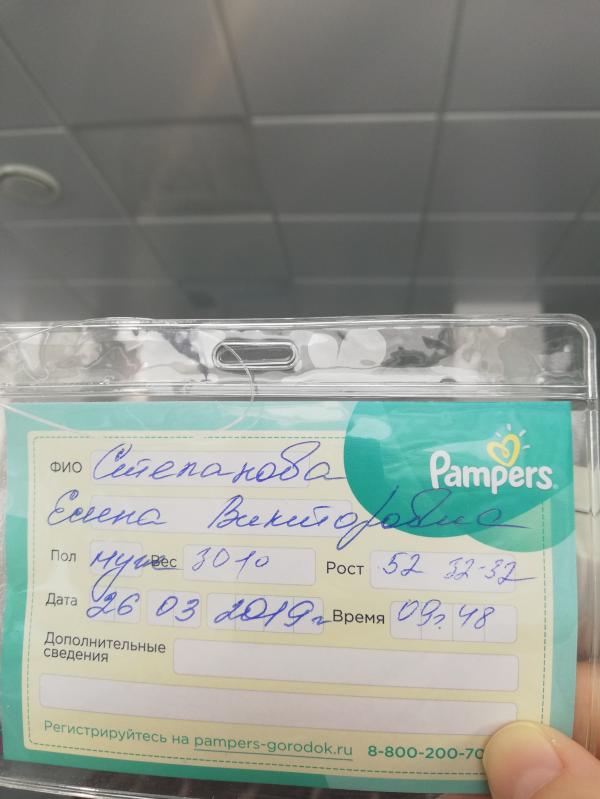 Pampers
ФИО Степанова
Елена Викторовна
Пол муж Вес 3010 Рост 52 32-32
Дата 26 03 2019г Время 09ч. 48
Дополнительные
сведения
Регистрируйтесь на pampers-gorodok.ru 8-800-200-70